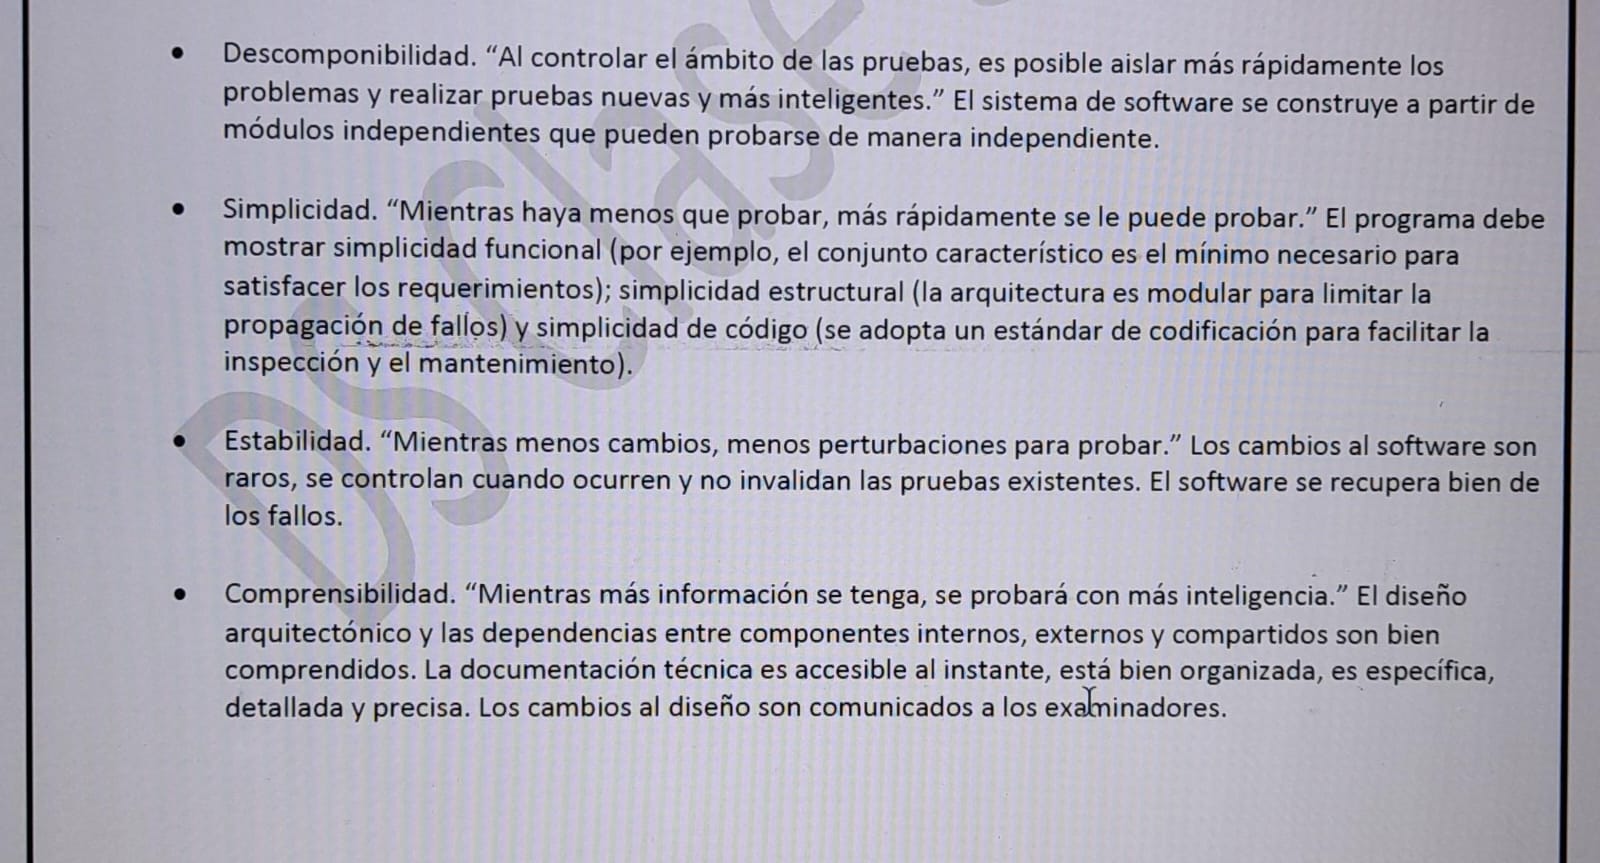 • Descomponibilidad. “Al controlar el ámbito de las pruebas, es posible aislar más rápidamente los
problemas y realizar pruebas nuevas y más inteligentes.” El sistema de software se construye a partir de
módulos independientes que pueden probarse de manera independiente.
• Simplicidad. “Mientras haya menos que probar, más rápidamente se le puede probar.” El programa debe
mostrar simplicidad funcional (por ejemplo, el conjunto característico es el mínimo necesario para
satisfacer los requerimientos); simplicidad estructural (la arquitectura es modular para limitar la
propagación de fallos) y simplicidad de código (se adopta un estándar de codificación para facilitar la
inspección y el mantenimiento).
• Estabilidad. “Mientras menos cambios, menos perturbaciones para probar.” Los cambios al software son
raros, se controlan cuando ocurren y no invalidan las pruebas existentes. El software se recupera bien de
los fallos.
• Comprensibilidad. “Mientras más información se tenga, se probará con más inteligencia.” El diseño
arquitectónico y las dependencias entre componentes internos, externos y compartidos son bien
comprendidos. La documentación técnica es accesible al instante, está bien organizada, es específica,
detallada y precisa. Los cambios al diseño son comunicados a los examinadores.
DS Clase